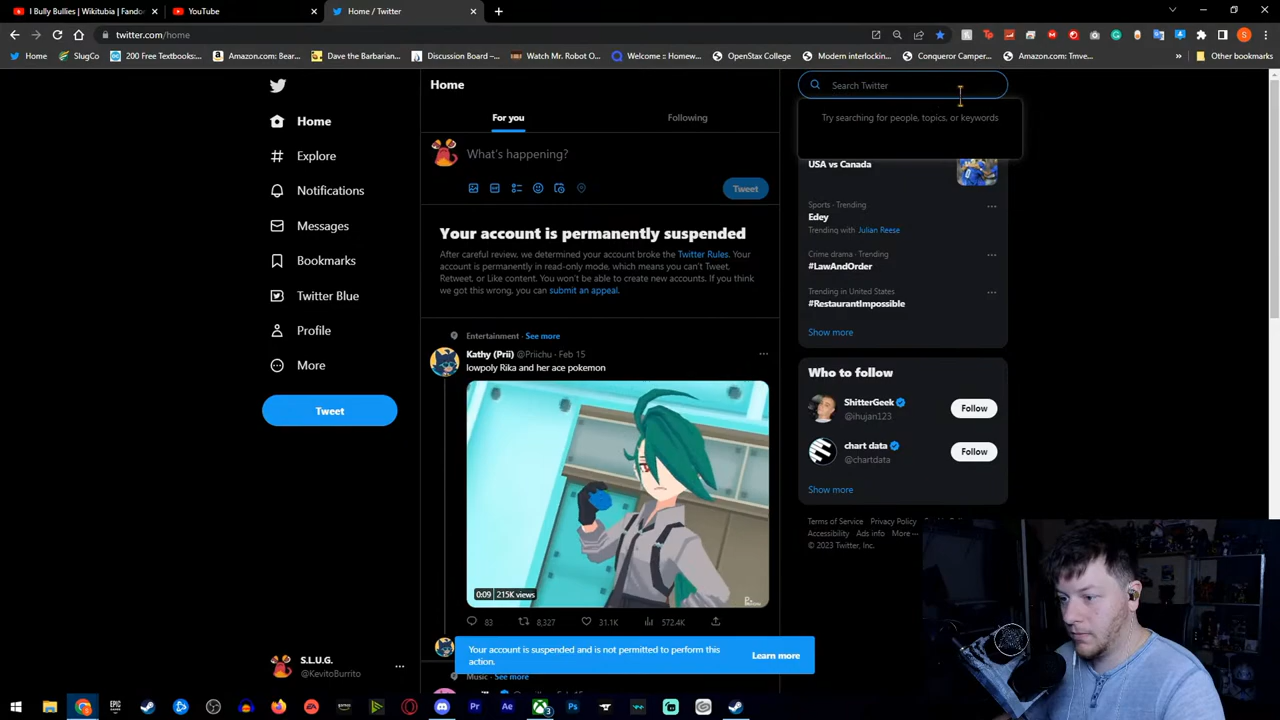 I Bully Bullies | Wikitubia | Fandom
YouTube
Home / Twitter
twitter.com/home
Home
SlugCo
200 Free Textbooks:...
Amazon.com: Bear...
Dave the Barbarian...
Discussion Board –...
Watch Mr. Robot O...
Welcome :: Homew...
OpenStax College
Modern interlockin...
Conqueror Camper...
Amazon.com: Tmve...
Other bookmarks
Home
Explore
Notifications
Messages
Bookmarks
Twitter Blue
Profile
More
Tweet
S.L.U.G.
@KevitoBurrito
Home
For you
Following
What's happening?
Tweet
Your account is permanently suspended
After careful review, we determined your account broke the Twitter Rules. Your
account is permanently in read-only mode, which means you can't Tweet,
Retweet, or Like content. You won't be able to create new accounts. If you think
we got this wrong, you can submit an appeal.
Entertainment · See more
Kathy (Prii) @Priichu · Feb 15
lowpoly Rika and her ace pokemon
0:09 215K views
83 8,327 31.1K 572.4K
Your account is suspended and is not permitted to perform this
action.
Learn more
Music · See more
Search Twitter
Try searching for people, topics, or keywords
USA vs Canada
Sports · Trending
Edey
Trending with Julian Reese
Crime drama · Trending
#LawAndOrder
Trending in United States
#RestaurantImpossible
Show more
Who to follow
ShitterGeek
@ihujan123
Follow
chart data
@chartdata
Follow
Show more
Terms of Service Privacy Policy
Accessibility Ads info More ...
© 2023 Twitter, Inc.